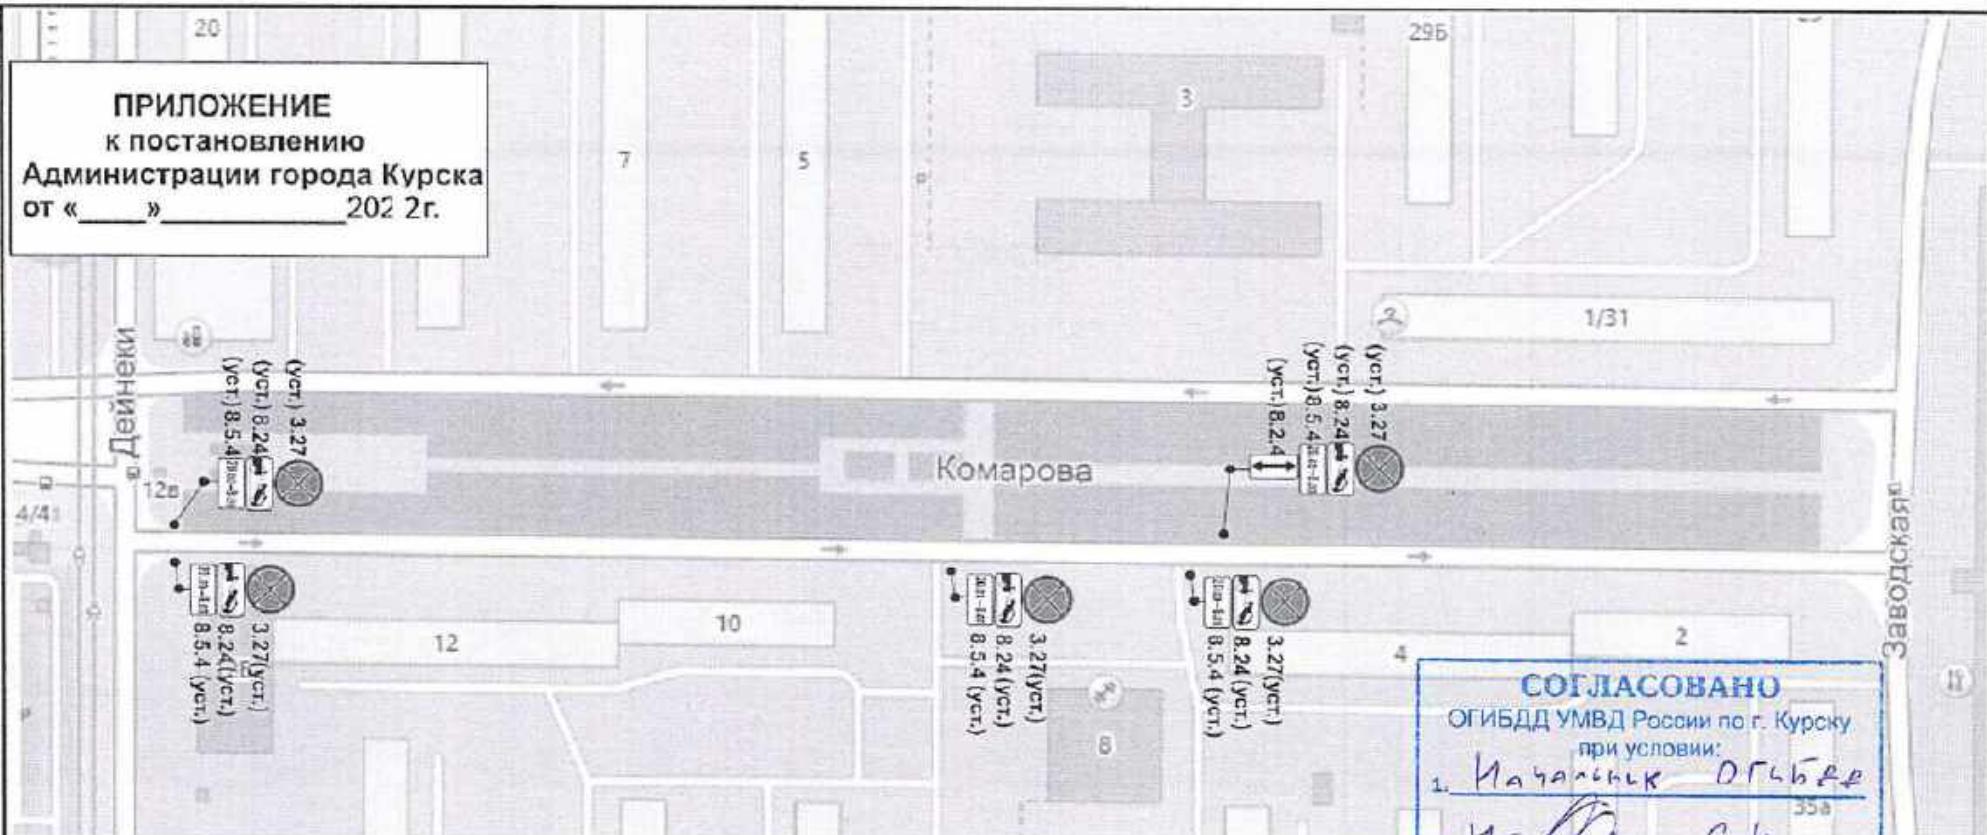 20
29Б
ПРИЛОЖЕНИЕ
к постановлению
Администрации города Курска
от «_____»______________202 2г.
3
7
5
1/31
Дейнеки
(уст.) 3.27
(уст.) 8.24
(уст.) 8.5.4
(уст.) 3.27
(уст.) 8.24
(уст.) 8.5.4
(уст.) 8.2.4
Комарова
12в
4/41
Заводская
12
10
4
2
3.27(уст.)
8.24(уст.)
8.5.4 (уст.)
3.27(уст.)
8.24 (уст.)
8.5.4 (уст.)
3.27(уст.)
8.24 (уст.)
8.5.4 (уст.)
8
СОГЛАСОВАНО
ОГИБДД УМВД России по г. Курску
при условии:
1. Начальник ОГИБДД
35а